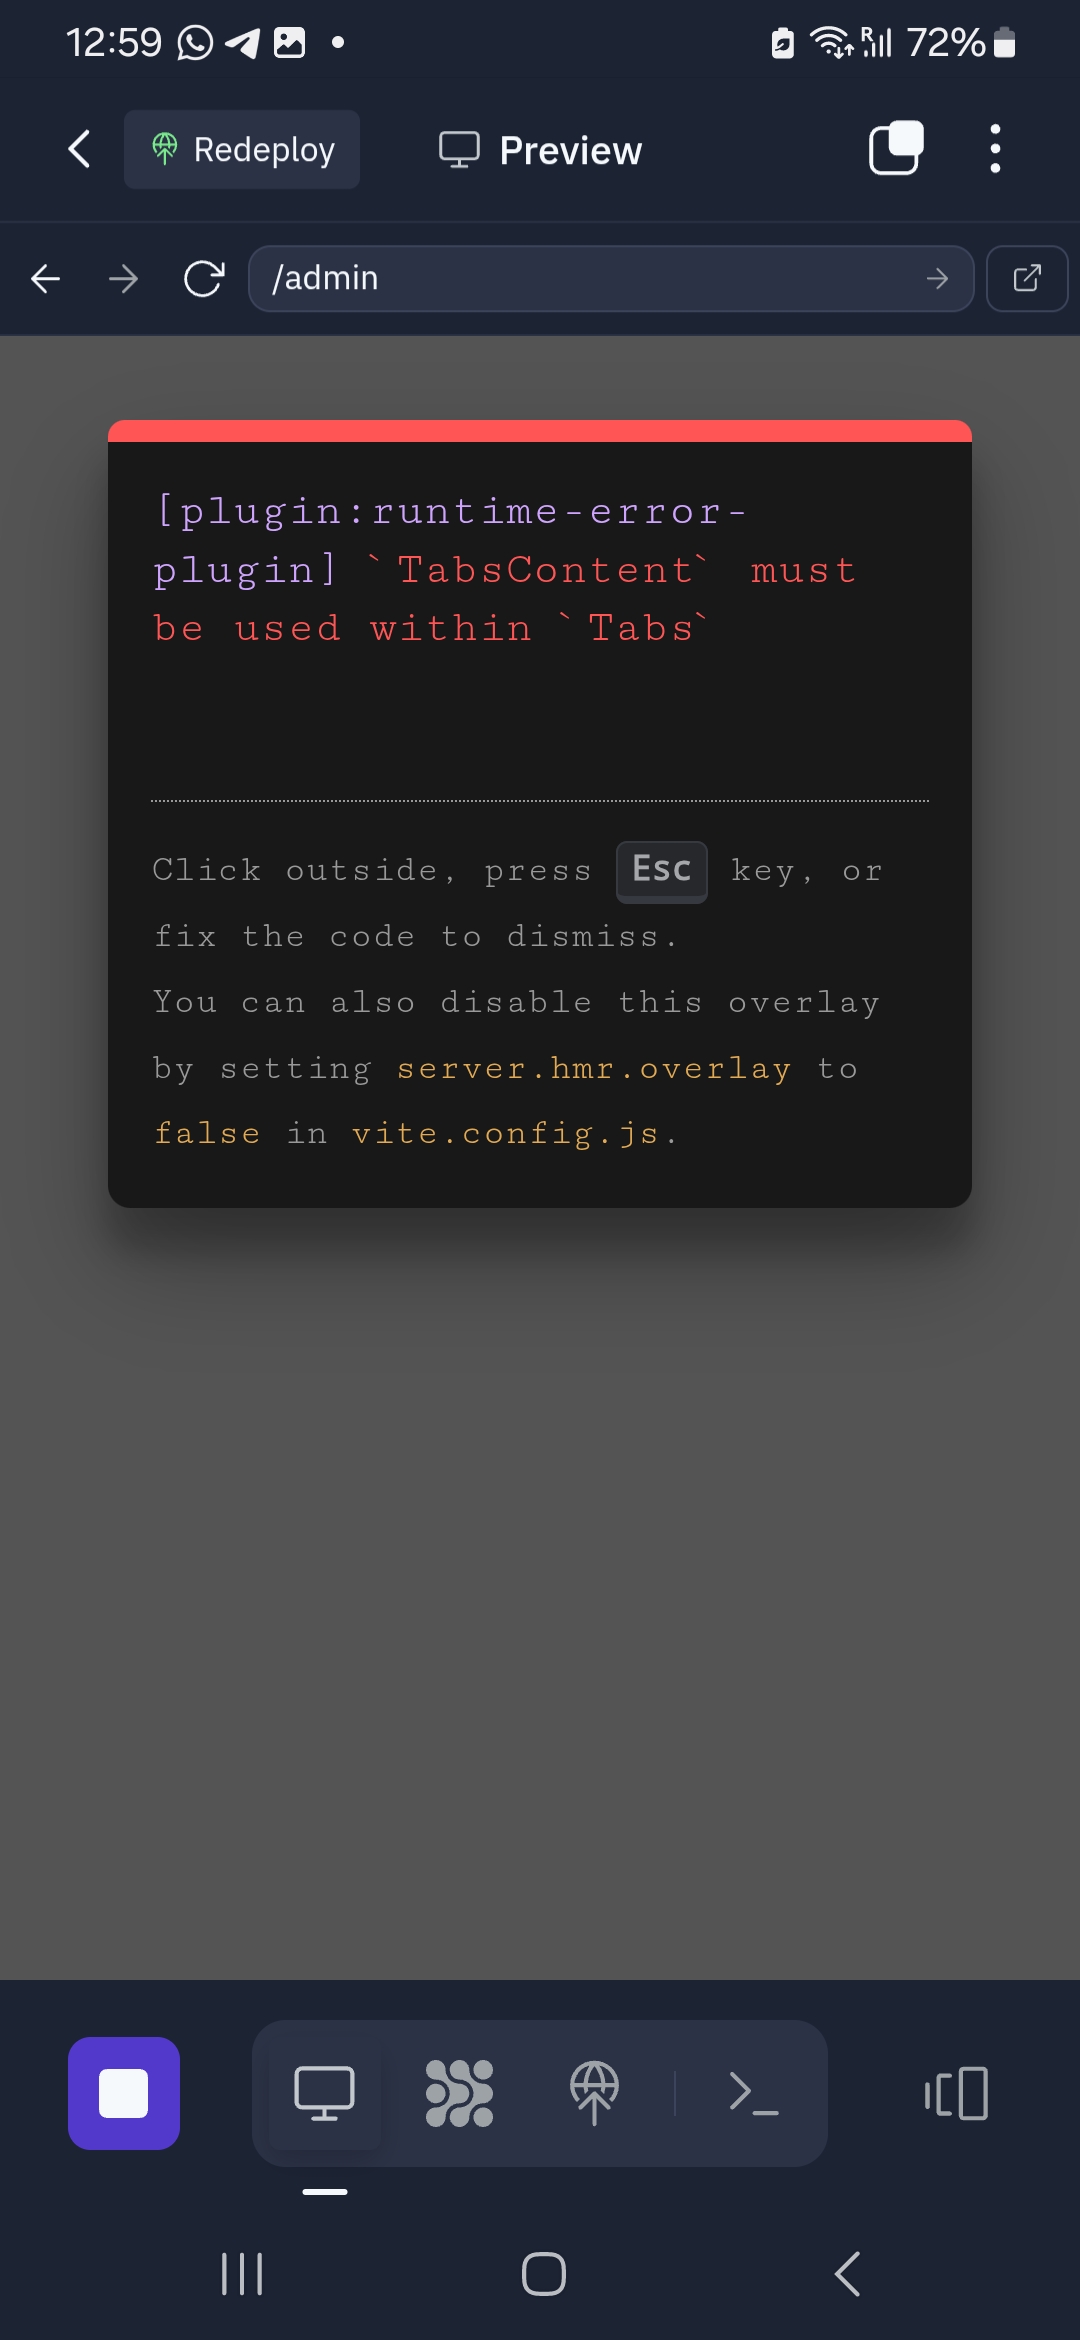 12:59
R
72%
Redeploy
Preview
/admin
[plugin:runtime-error-
plugin] `TabsContent` must
be used within `Tabs`
Click outside, press Esc key, or
fix the code to dismiss.
You can also disable this overlay
by setting server.hmr.overlay to
false in vite.config.js.